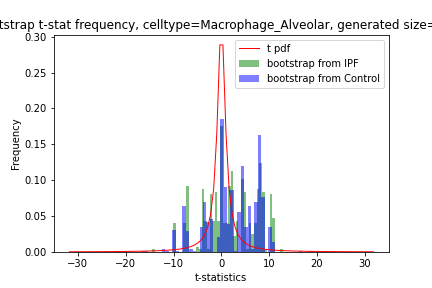 tstrap t-stat frequency, celltype=Macrophage_Alveolar, generated size=
t pdf
bootstrap from IPF
bootstrap from Control
0.30
0.25
0.20
0.15
0.10
0.05
0.00
Frequency
−30
−20
−10
0
10
20
30
t-statistics